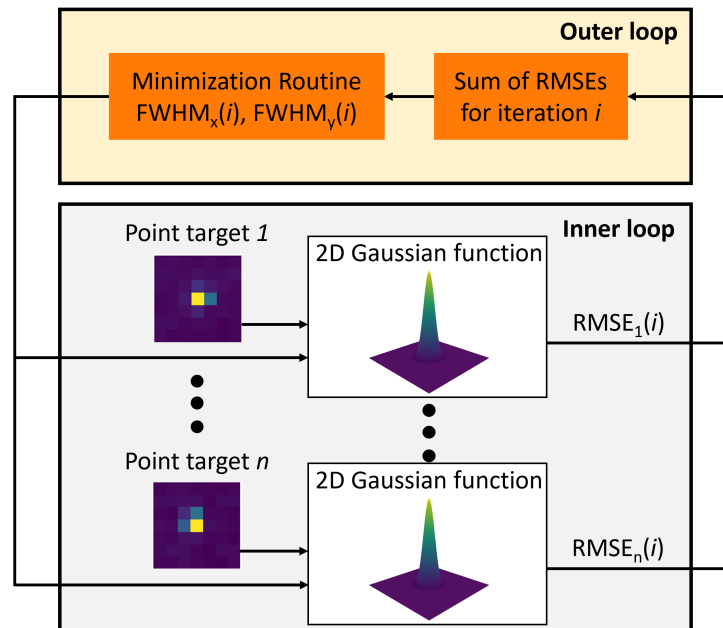 Outer loop
Minimization Routine
FWHMₓ(i), FWHMᵧ(i)
Sum of RMSEs
for iteration i
Inner loop
Point target 1
2D Gaussian function
RMSE₁(i)
Point target n
2D Gaussian function
RMSEₙ(i)